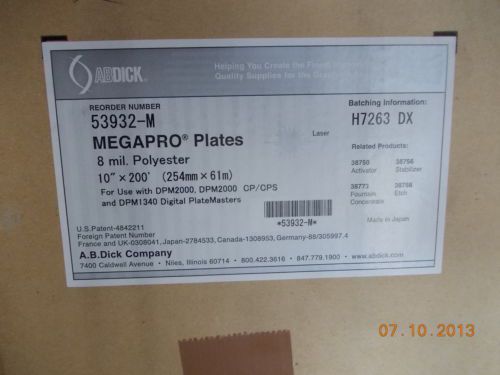 ABDICK®
Helping You Create the Finest
Quality Supplies for the
REORDER NUMBER
53932-M
MEGAPRO® Plates
8 mil. Polyester
10" × 200' (254mm × 61m)
For Use with DPM2000, DPM2000 CP/CPS
and DPM1340 Digital PlateMasters
Laser
Batching Information:
H7263 DX
Related Products:
38750 38756
Activator Stabilizer
38773 38768
Fountain Etch
Concentrate
*53932-M*
Made in Japan
U.S.Patent-4842211
Foreign Patent Number
France and UK-0308041, Japan-2784533, Canada-1308953, Germany-88/305997.4
A.B.Dick Company
7400 Caldwell Avenue • Niles, Illinois 60714 • 800.422.3616 • 847.779.1900 • www.abdick.com
07.10.2013